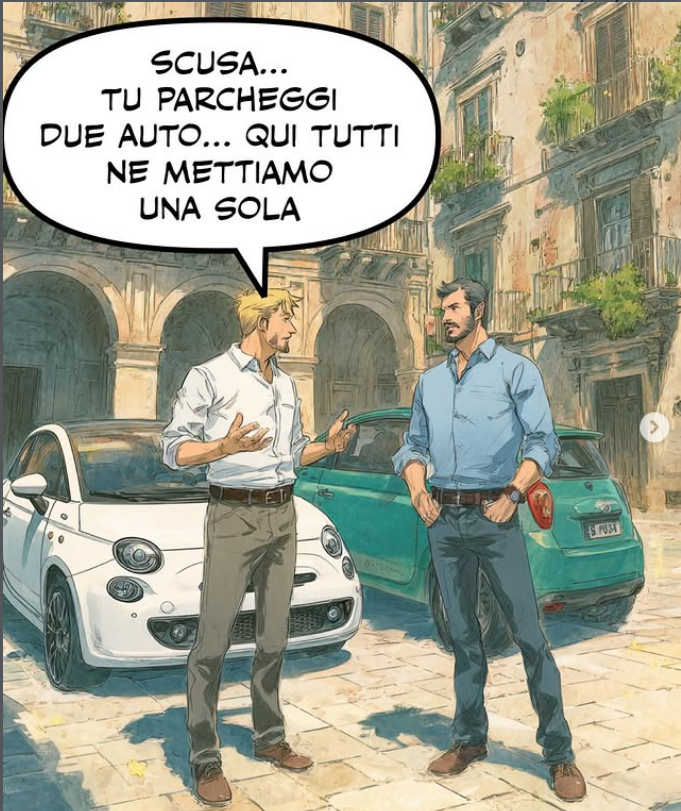 SCUSA...
TU PARCHEGGI
DUE AUTO... QUI TUTTI
NE METTIAMO
UNA SOLA